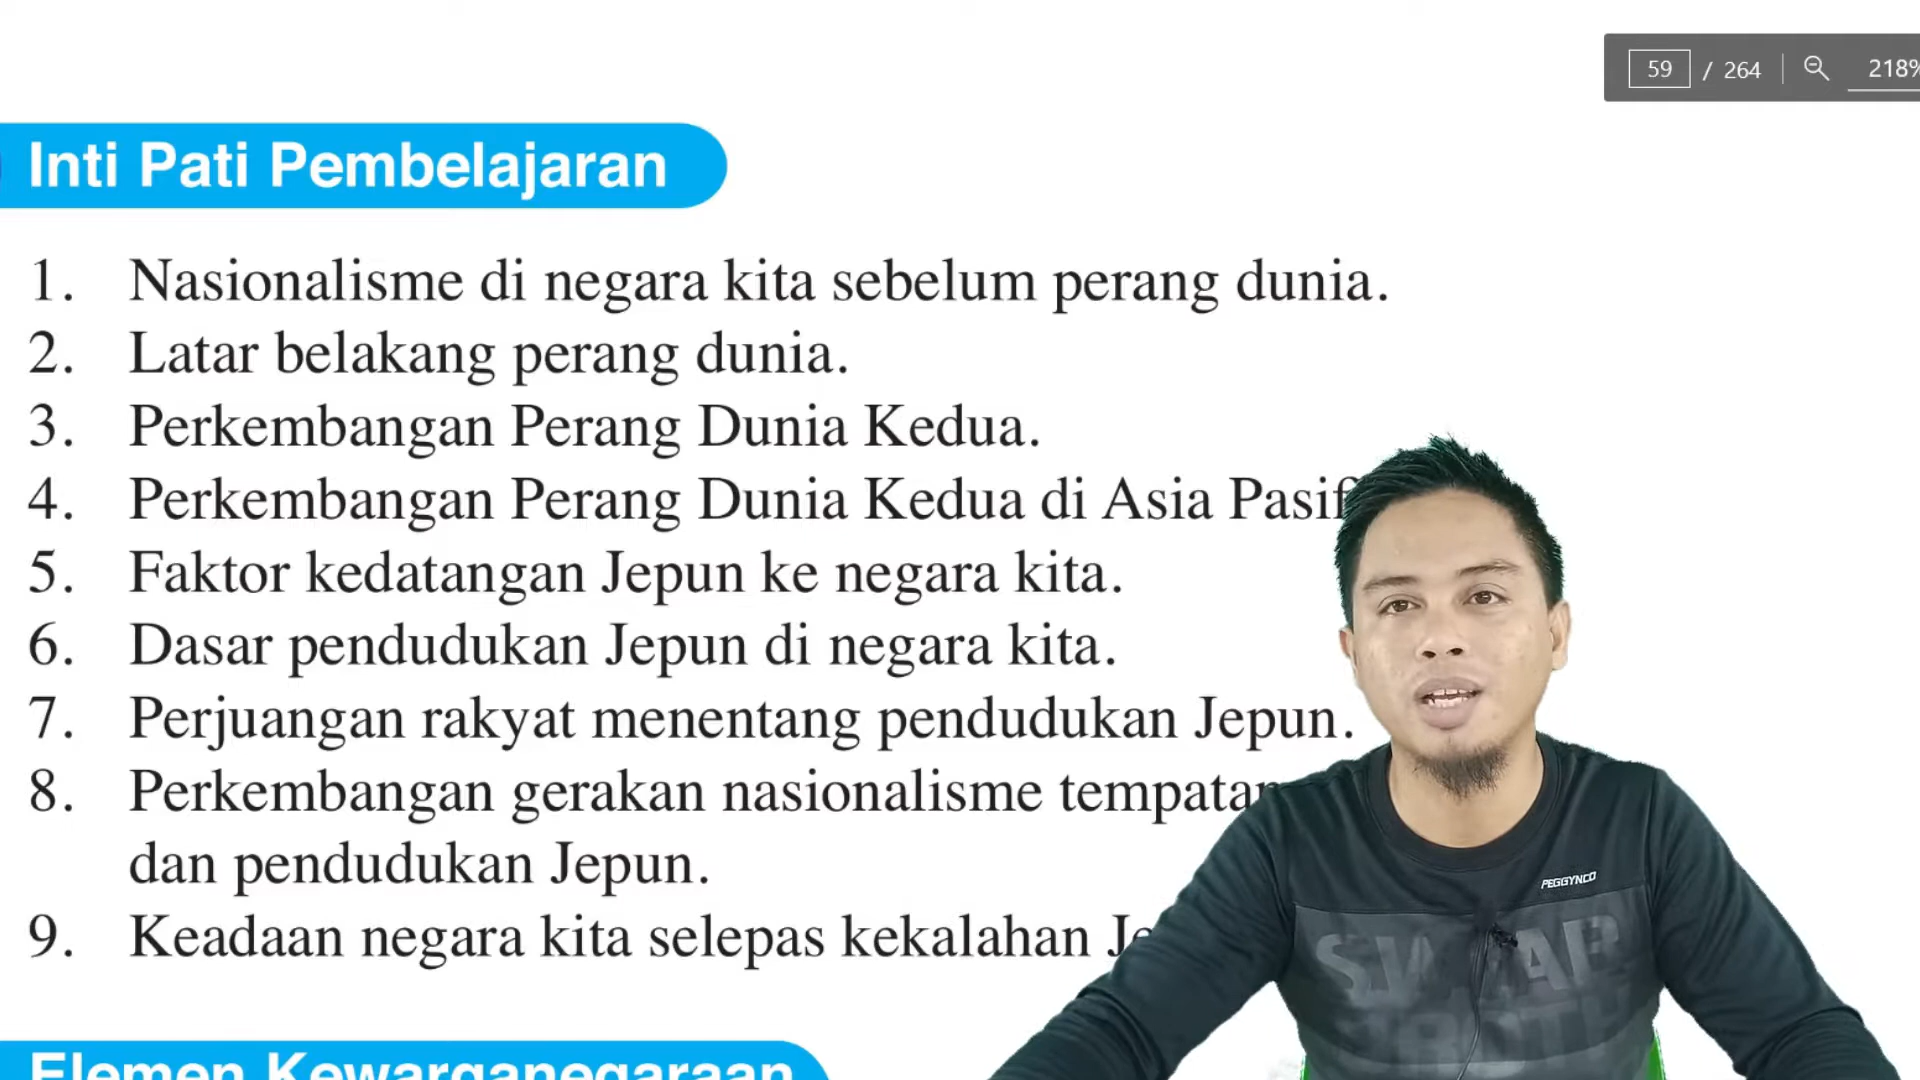 59 / 264 218%
Inti Pati Pembelajaran
1. Nasionalisme di negara kita sebelum perang dunia.
2. Latar belakang perang dunia.
3. Perkembangan Perang Dunia Kedua.
4. Perkembangan Perang Dunia Kedua di Asia
5. Faktor kedatangan Jepun ke negara kita.
6. Dasar pendudukan Jepun di negara kita.
7. Perjuangan rakyat menentang pendudukan Jepun.
8. Perkembangan gerakan nasionalisme
dan pendudukan Jepun.
9. Keadaan negara kita selepas kekalahan
Elemen Kewarganegaraan
PEGGYNCO